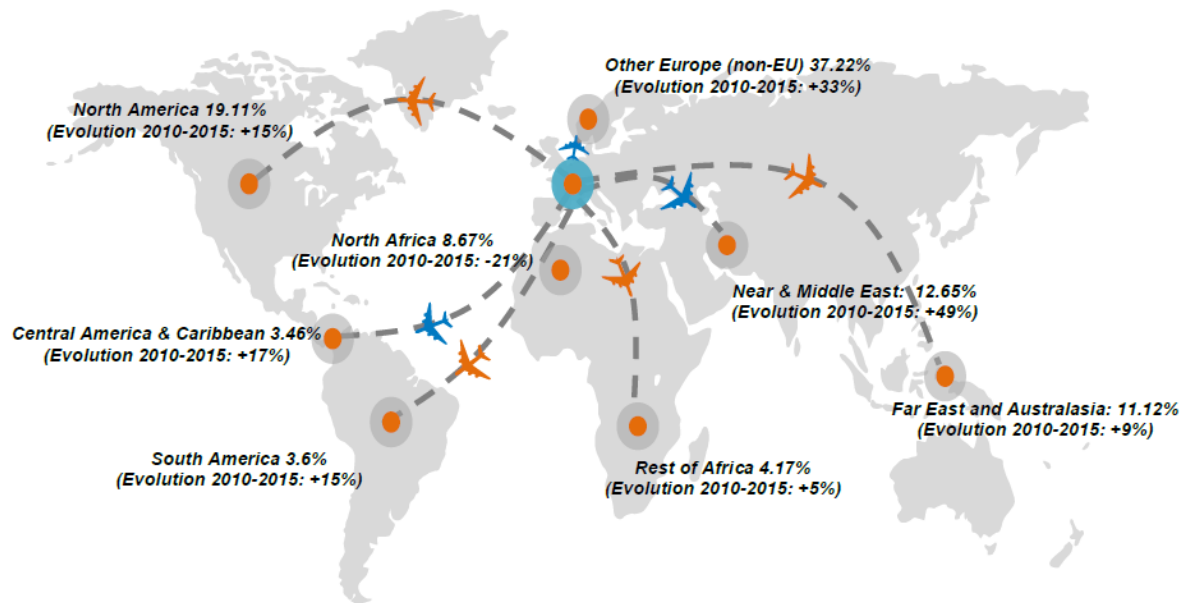 Other Europe (non-EU) 37.22%
(Evolution 2010-2015: +33%)
North America 19.11%
(Evolution 2010-2015: +15%)
North Africa 8.67%
(Evolution 2010-2015: -21%)
Near & Middle East: 12.65%
(Evolution 2010-2015: +49%)
Central America & Caribbean 3.46%
(Evolution 2010-2015: +17%)
Far East and Australasia: 11.12%
(Evolution 2010-2015: +9%)
South America 3.6%
(Evolution 2010-2015: +15%)
Rest of Africa 4.17%
(Evolution 2010-2015: +5%)